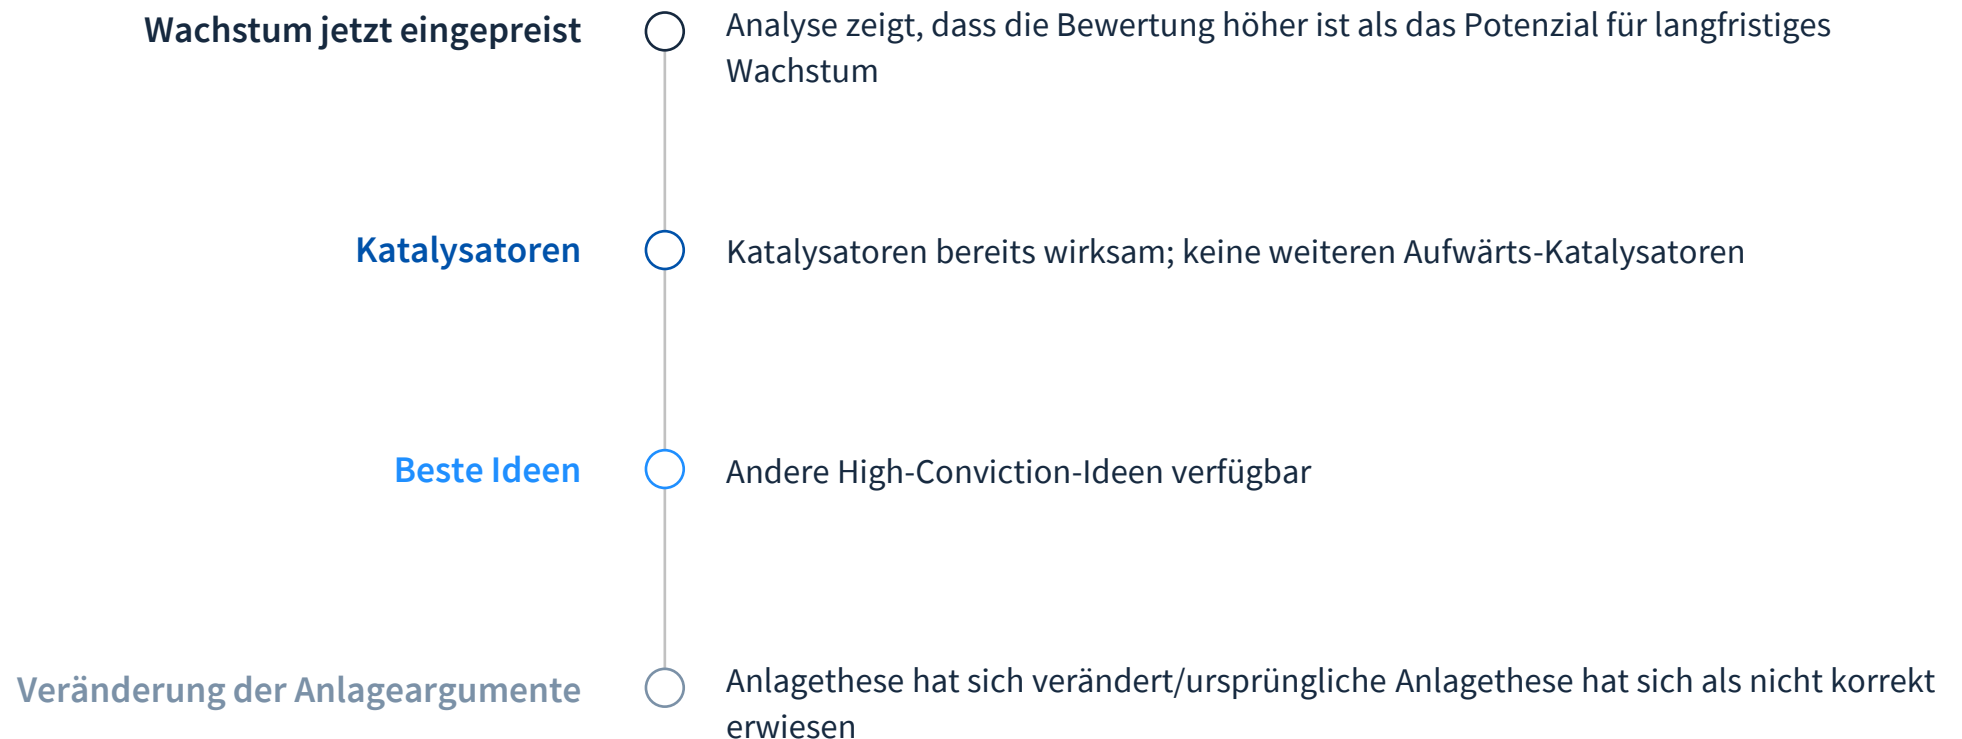 Wachstum jetzt eingepreist
Analyse zeigt, dass die Bewertung höher ist als das Potenzial für langfristiges
Wachstum
Katalysatoren
Katalysatoren bereits wirksam; keine weiteren Aufwärts-Katalysatoren
Beste Ideen
Andere High-Conviction-Ideen verfügbar
Veränderung der Anlageargumente
Anlagethese hat sich verändert/ursprüngliche Anlagethese hat sich als nicht korrekt
erwiesen